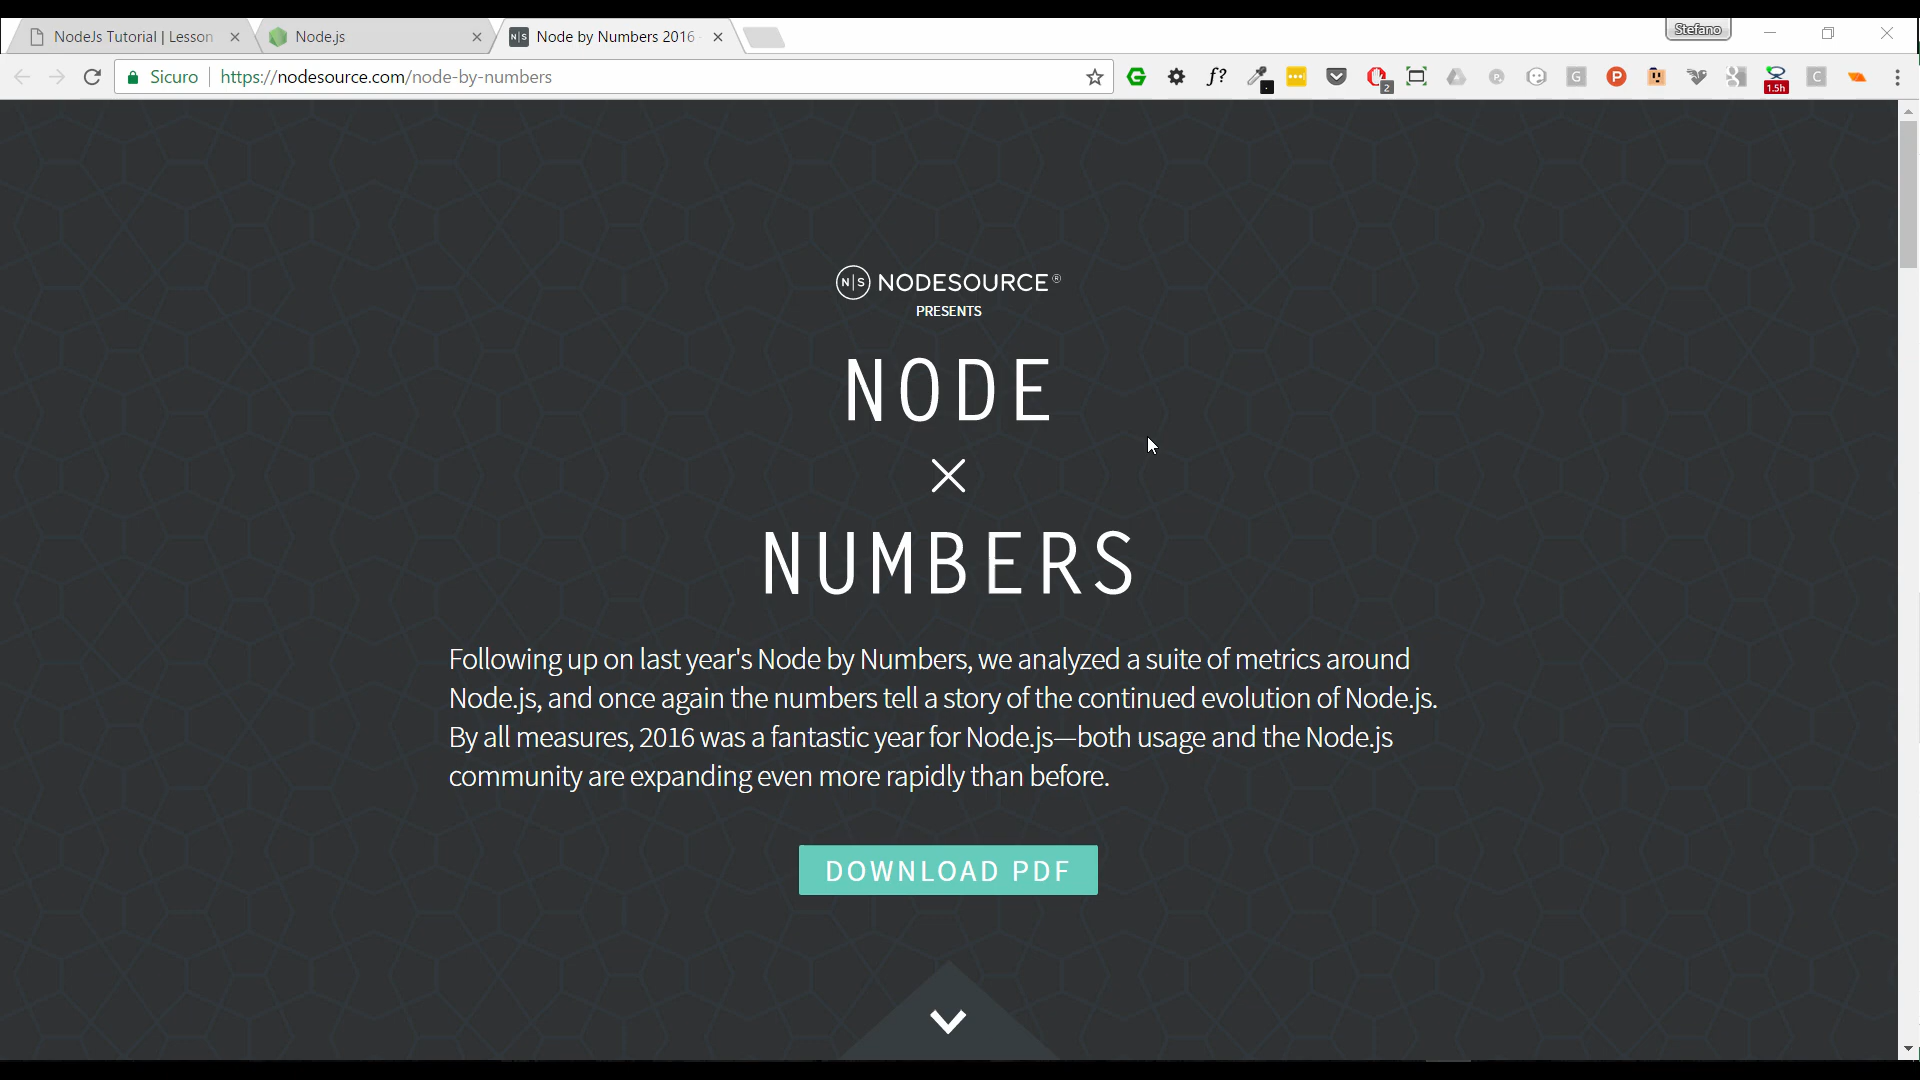 NodeJs Tutorial | Lesson
Node.js
N|S Node by Numbers 2016
Stefano
Sicuro https://nodesource.com/node-by-numbers
f?
2
G
P
1.5h
C
N|S NODESOURCE®
PRESENTS
NODE
×
NUMBERS
Following up on last year's Node by Numbers, we analyzed a suite of metrics around
Node.js, and once again the numbers tell a story of the continued evolution of Node.js.
By all measures, 2016 was a fantastic year for Node.js—both usage and the Node.js
community are expanding even more rapidly than before.
DOWNLOAD PDF